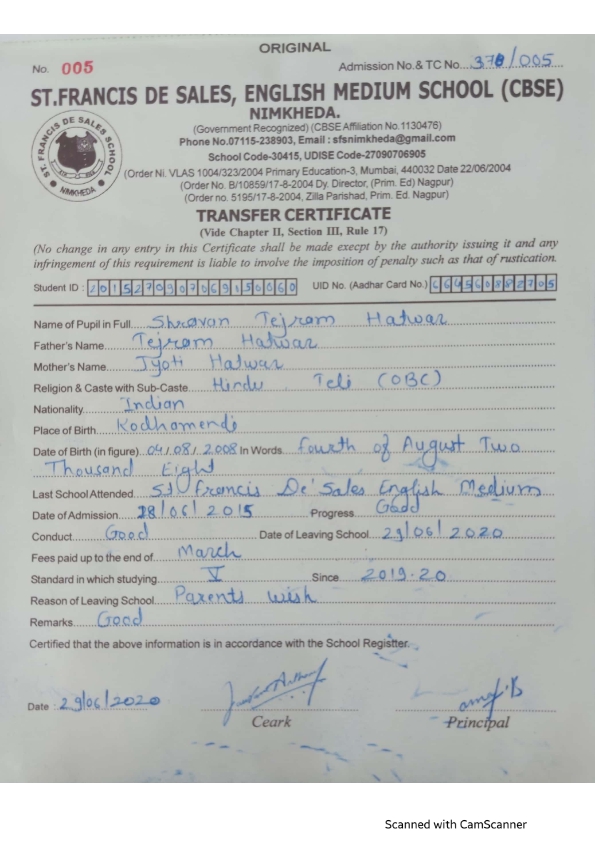 ORIGINAL
No. 005 Admission No.& TC No...378/005
ST.FRANCIS DE SALES, ENGLISH MEDIUM SCHOOL (CBSE)
NIMKHEDA.
(Government Recognized) (CBSE Affiliation No.1130476)
Phone No.07115-238903, Email : sfsnimkheda@gmail.com
School Code-30415, UDISE Code-27090706905
(Order Ni. VLAS 1004/323/2004 Primary Education-3, Mumbai, 440032 Date 22/06/2004
(Order No. B/10859/17-8-2004 Dy. Director, (Prim. Ed) Nagpur)
(Order no. 5195/17-8-2004, Zilla Parishad, Prim. Ed. Nagpur)
ST. FRANCIS DE SALES SCHOOL
NIMKHEDA
TRANSFER CERTIFICATE
(Vide Chapter II, Section III, Rule 17)
(No change in any entry in this Certificate shall be made execpt by the authority issuing it and any
infringement of this requirement is liable to involve the imposition of penalty such as that of rustication.
Student ID : 2015270907069150060 UID No. (Aadhar Card No.) 664560882705
Name of Pupil in Full Shravan Tejram Hatwar
Father's Name Tejram Hatwar
Mother's Name Jyoti Hatwar
Religion & Caste with Sub-Caste Hindu Teli (OBC)
Nationality Indian
Place of Birth Kodhamendi
Date of Birth (in figure) 04/08/2008 In Words fourth of August Two
Thousand Eight
Last School Attended St. Francis De'Sales English Medium
Date of Admission 28/06/2015 Progress Good
Conduct Good Date of Leaving School 29/06/2020
Fees paid up to the end of March
Standard in which studying V Since 2019-20
Reason of Leaving School Parents wish
Remarks Good
Certified that the above information is in accordance with the School Registter.
Date : 29/06/2020
Ceark Principal
Scanned with CamScanner